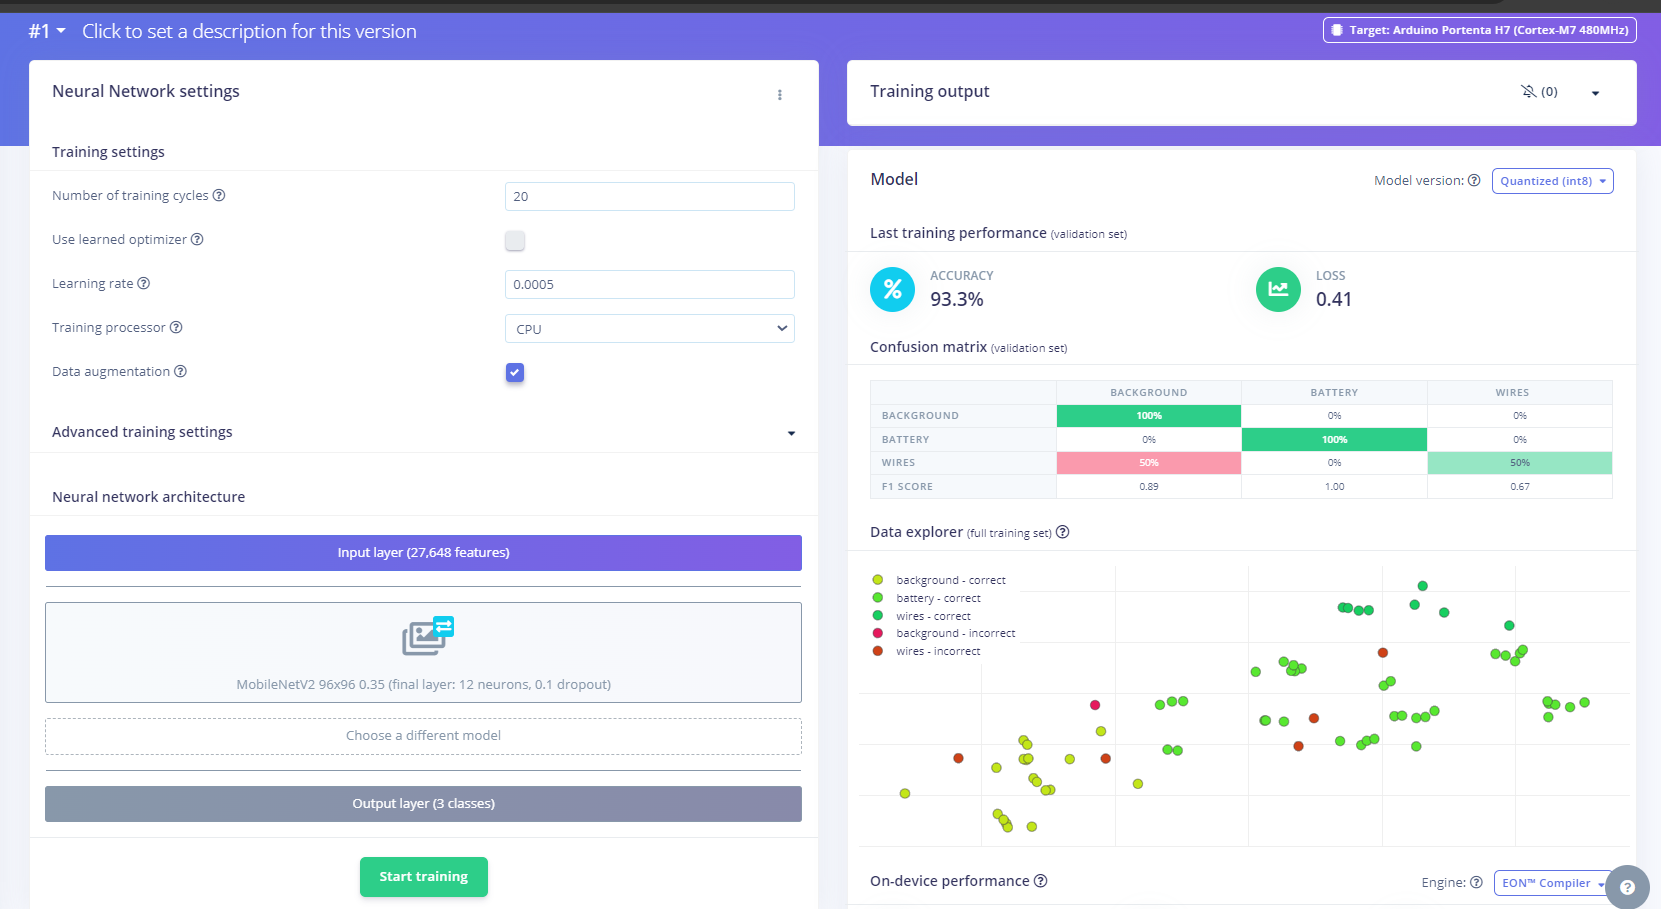 #1 Click to set a description for this version
Target: Arduino Portenta H7 (Cortex-M7 480MHz)
Neural Network settings
Training settings
Number of training cycles
20
Use learned optimizer
Learning rate
0.0005
Training processor
CPU
Data augmentation
Advanced training settings
Neural network architecture
Input layer (27,648 features)
MobileNetV2 96x96 0.35 (final layer: 12 neurons, 0.1 dropout)
Choose a different model
Output layer (3 classes)
Start training
Training output
(0)
Model
Model version: Quantized (int8)
Last training performance (validation set)
%
ACCURACY
93.3%
LOSS
0.41
Confusion matrix (validation set)
BACKGROUND BATTERY WIRES
BACKGROUND 100% 0% 0%
BATTERY 0% 100% 0%
WIRES 50% 0% 50%
F1 SCORE 0.89 1.00 0.67
Data explorer (full training set)
background - correct
battery - correct
wires - correct
background - incorrect
wires - incorrect
On-device performance
Engine: EON™ Compiler